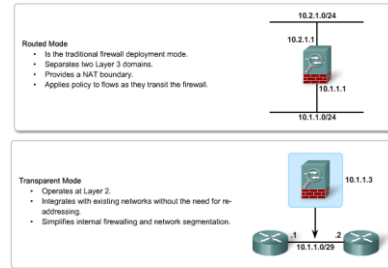 10.2.1.0/24
Routed Mode
• Is the traditional firewall deployment mode.
• Separates two Layer 3 domains.
• Provides a NAT boundary.
• Applies policy to flows as they transit the firewall.
10.2.1.1
10.1.1.1
10.1.1.0/24
Transparent Mode
• Operates at Layer 2.
• Integrates with existing networks without the need for re-
addressing.
• Simplifies internal firewalling and network segmentation.
10.1.1.3
.1
.2
10.1.1.0/29